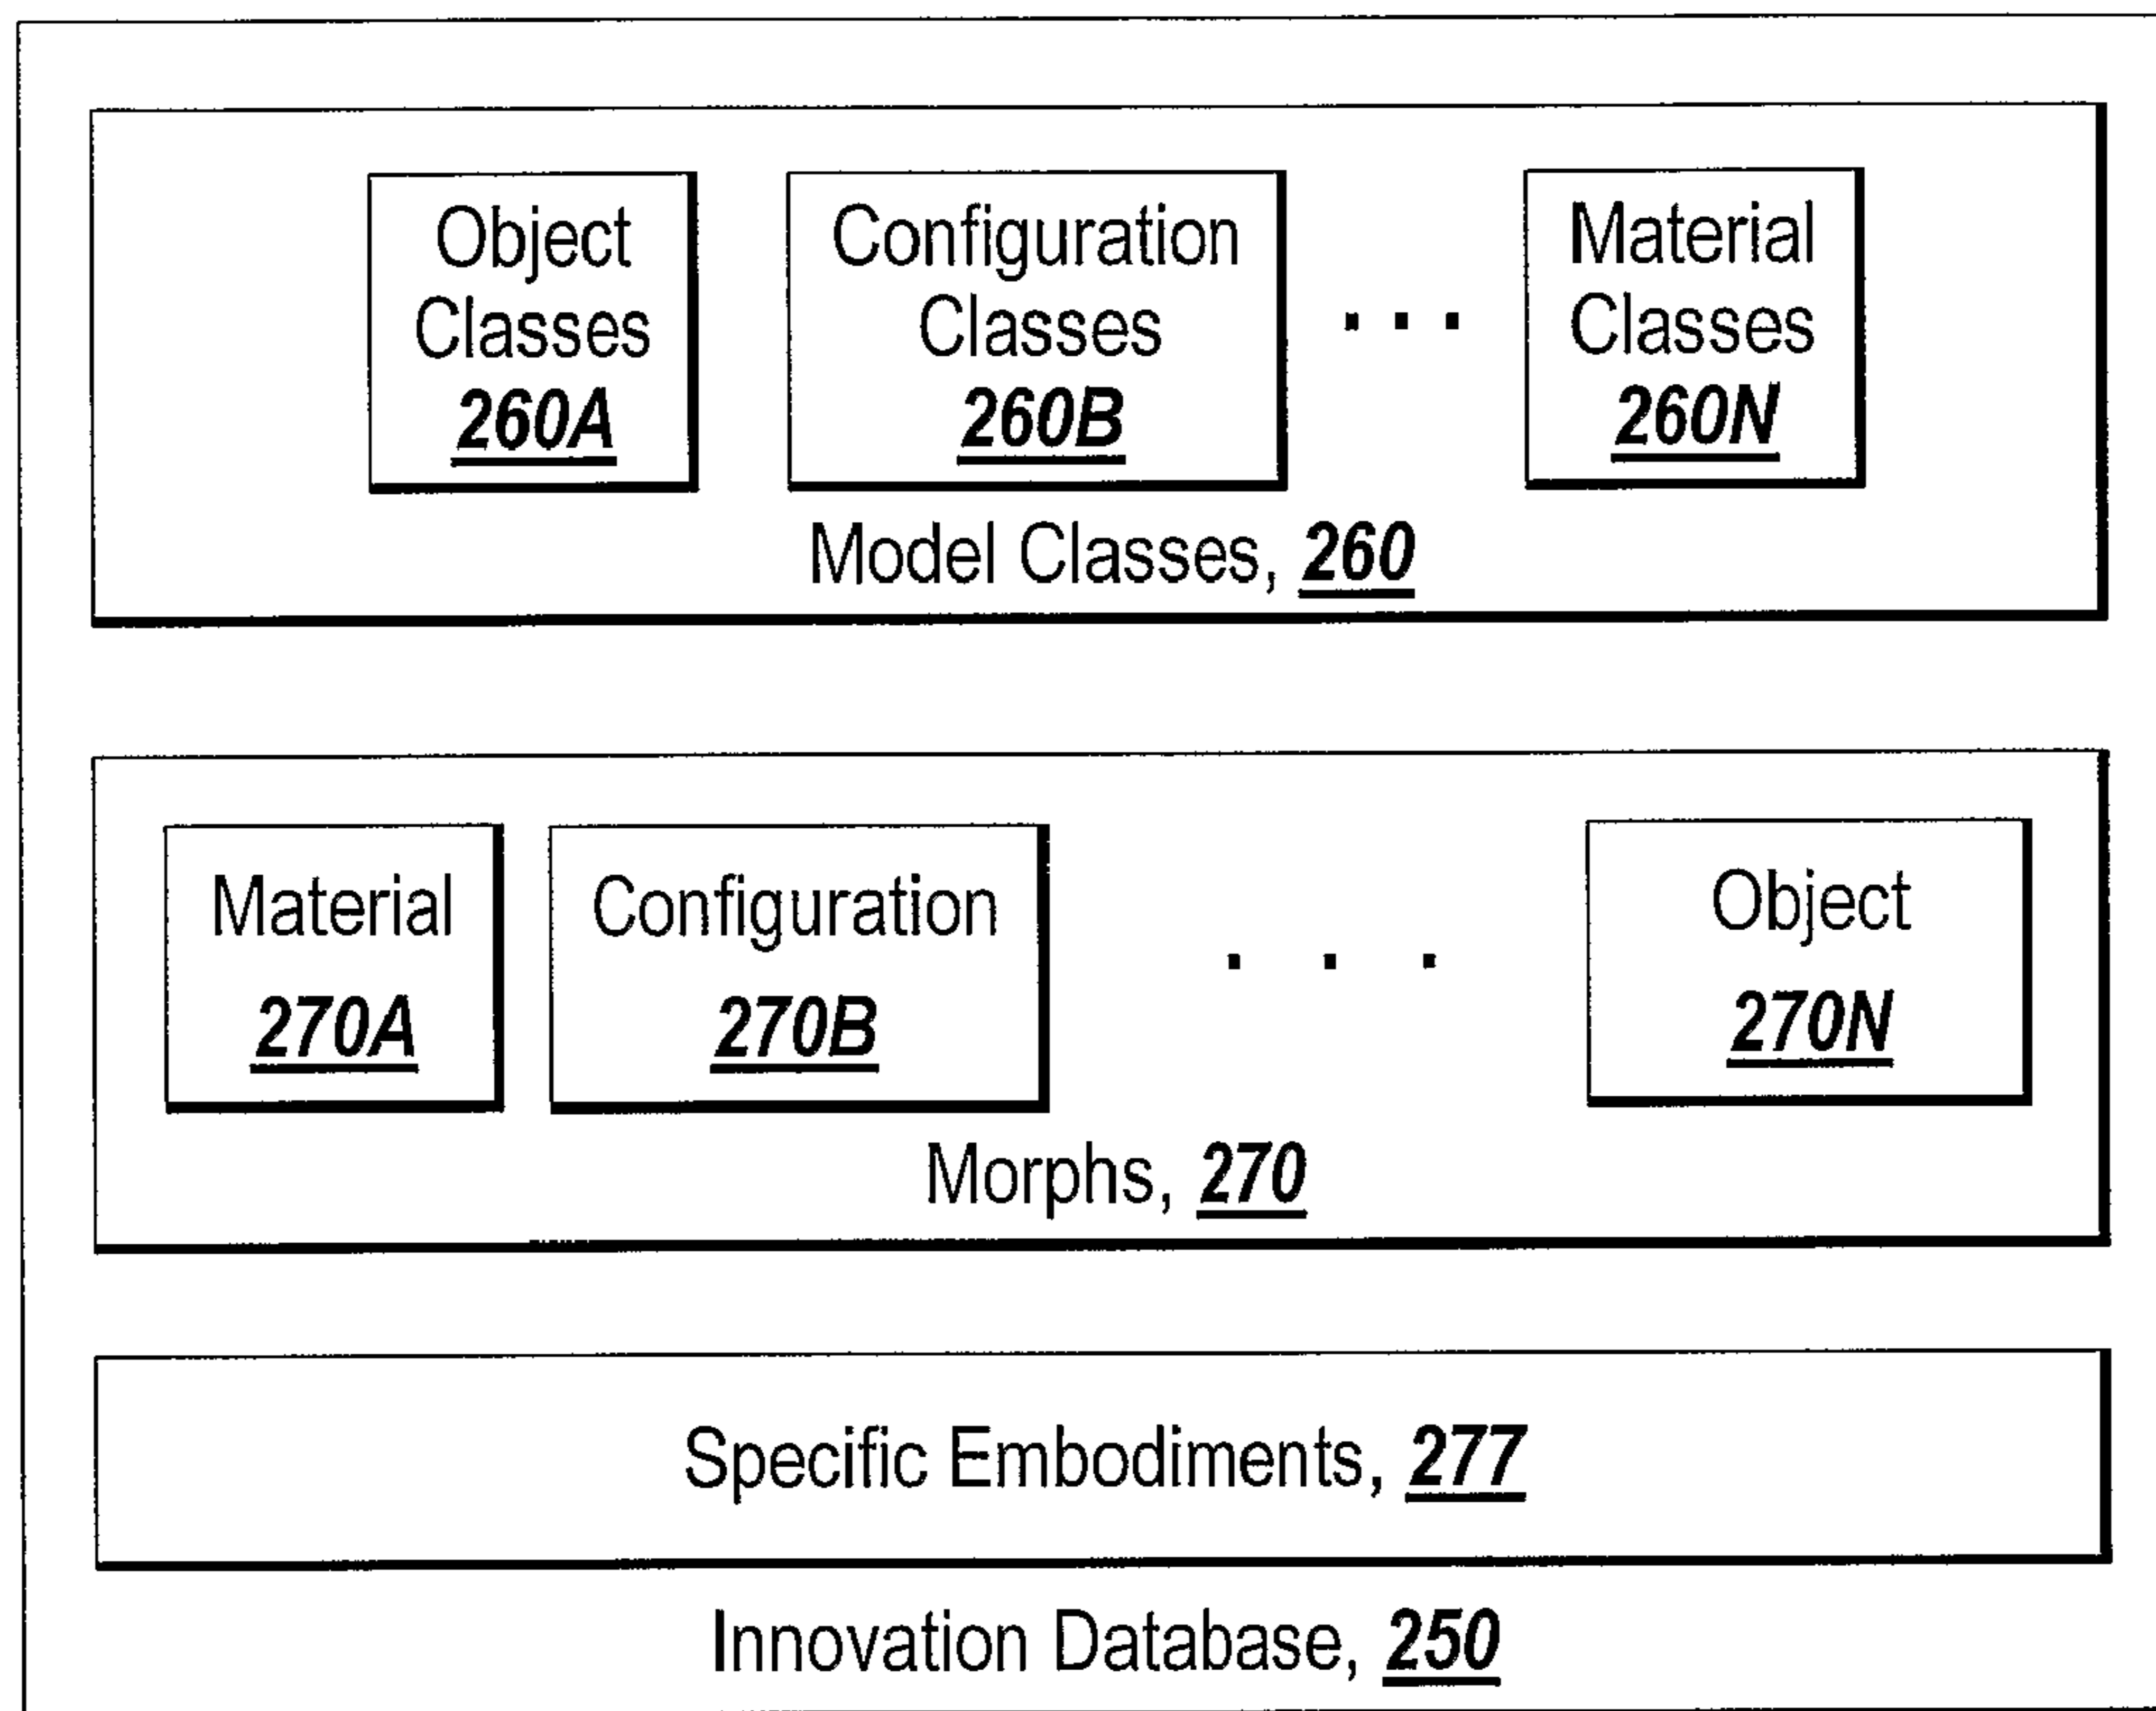 Object
Classes
260A
Configuration
Classes
260B
...
Material
Classes
260N
Model Classes, 260
Material
270A
Configuration
270B
. . .
Object
270N
Morphs, 270
Specific Embodiments, 277
Innovation Database, 250